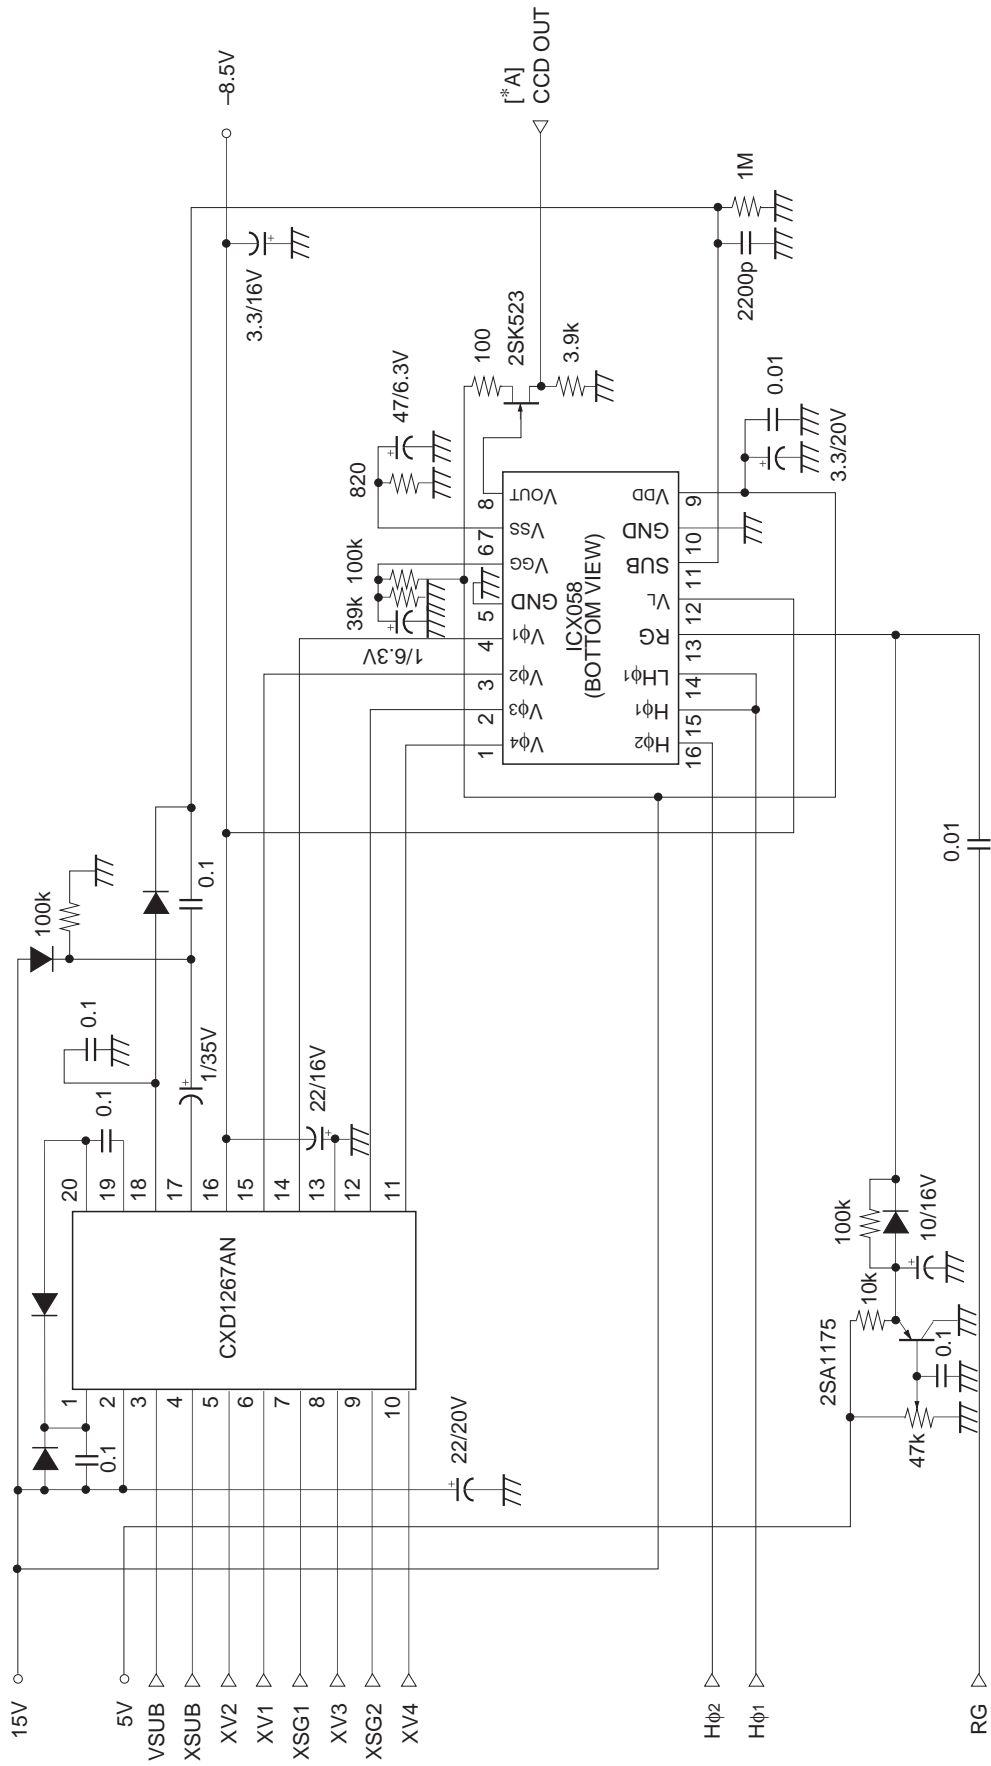 15V
5V
VSUB
XSUB
XV2
XV1
XSG1
XV3
XSG2
XV4
Hϕ2
Hϕ1
RG
0.1
22/20V
1
2
3
4
5
6
7
8
9
10
CXD1267AN
20
19
18
17
16
15
14
13
12
11
0.1
0.1
1/35V
22/16V
100k
0.1
–8.5V
3.3/16V
[*A]
CCD OUT
47/6.3V
820
100
2SK523
3.9k
39k
100k
1/6.3V
1
2
3
4
5
6
7
8
Vϕ4
Vϕ3
Vϕ2
Vϕ1
GND
VGG
VSS
VOUT
ICX058
(BOTTOM VIEW)
Hϕ2
Hϕ1
LHϕ1
RG
VL
SUB
GND
VDD
16
15
14
13
12
11
10
9
1M
2200p
0.01
3.3/20V
47k
0.1
2SA1175
10k
100k
10/16V
0.01